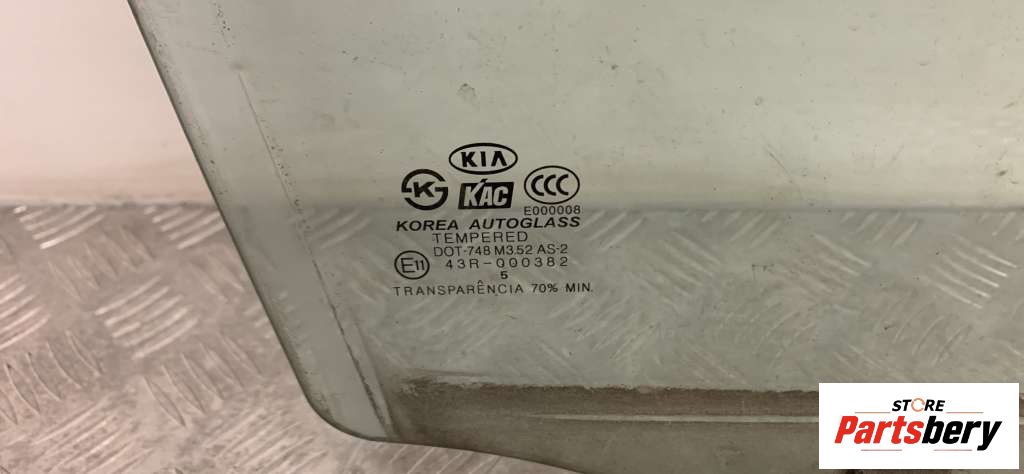 KIA
K
KAC
CCC
E000008
KOREA AUTOGLASS
TEMPERED
DOT-748 M3.52 AS-2
E11 43R-000382
5
TRANSPARÊNCIA 70% MIN.
STORE
Partsbery